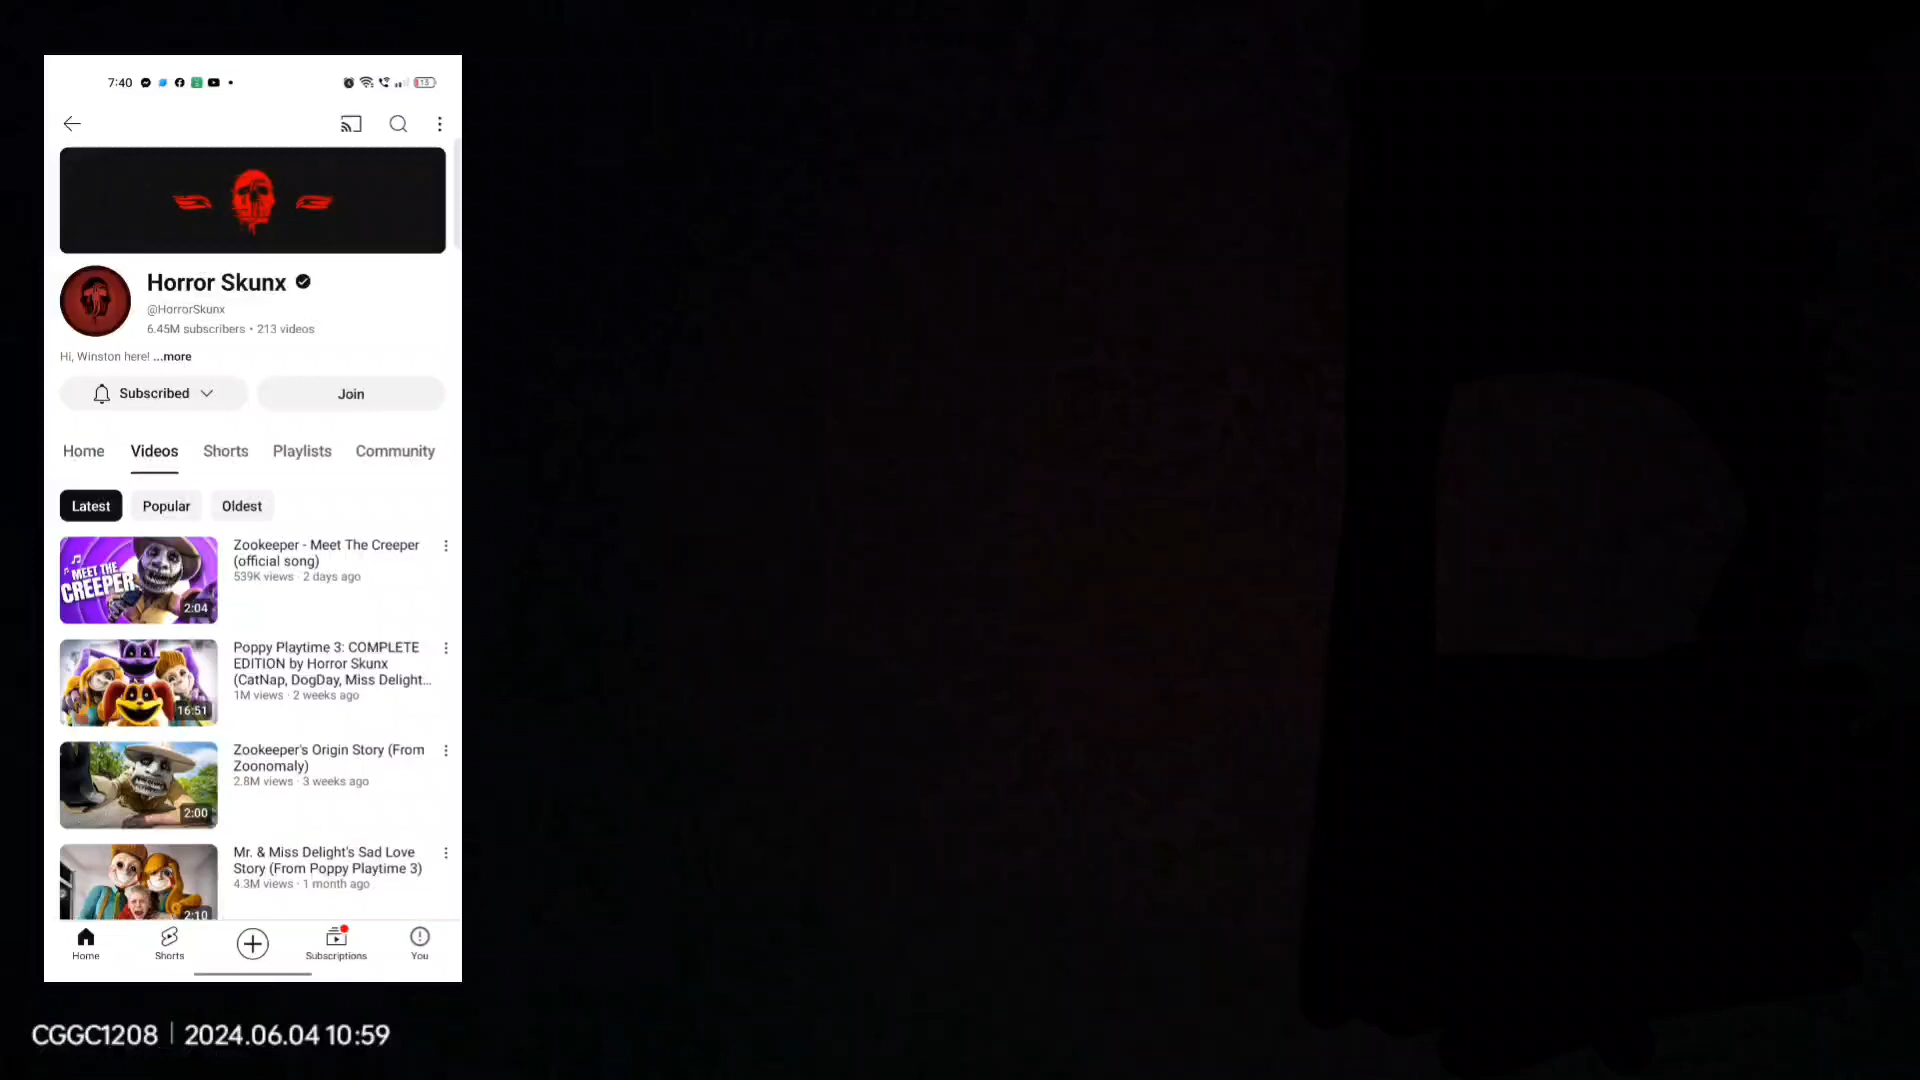 7:40
13
Horror Skunx
@HorrorSkunx
6.45M subscribers • 213 videos
Hi, Winston here! ...more
Subscribed
Join
Home Videos Shorts Playlists Community
Latest Popular Oldest
MEET THE
CREEPER
2:04
Zookeeper - Meet The Creeper
(official song)
539K views · 2 days ago
16:51
Poppy Playtime 3: COMPLETE
EDITION by Horror Skunx
(CatNap, DogDay, Miss Delight...
1M views · 2 weeks ago
2:00
Zookeeper's Origin Story (From
Zoonomaly)
2.8M views · 3 weeks ago
2:10
Mr. & Miss Delight's Sad Love
Story (From Poppy Playtime 3)
4.3M views · 1 month ago
Home Shorts Subscriptions You
CGGC1208 | 2024.06.04 10:59